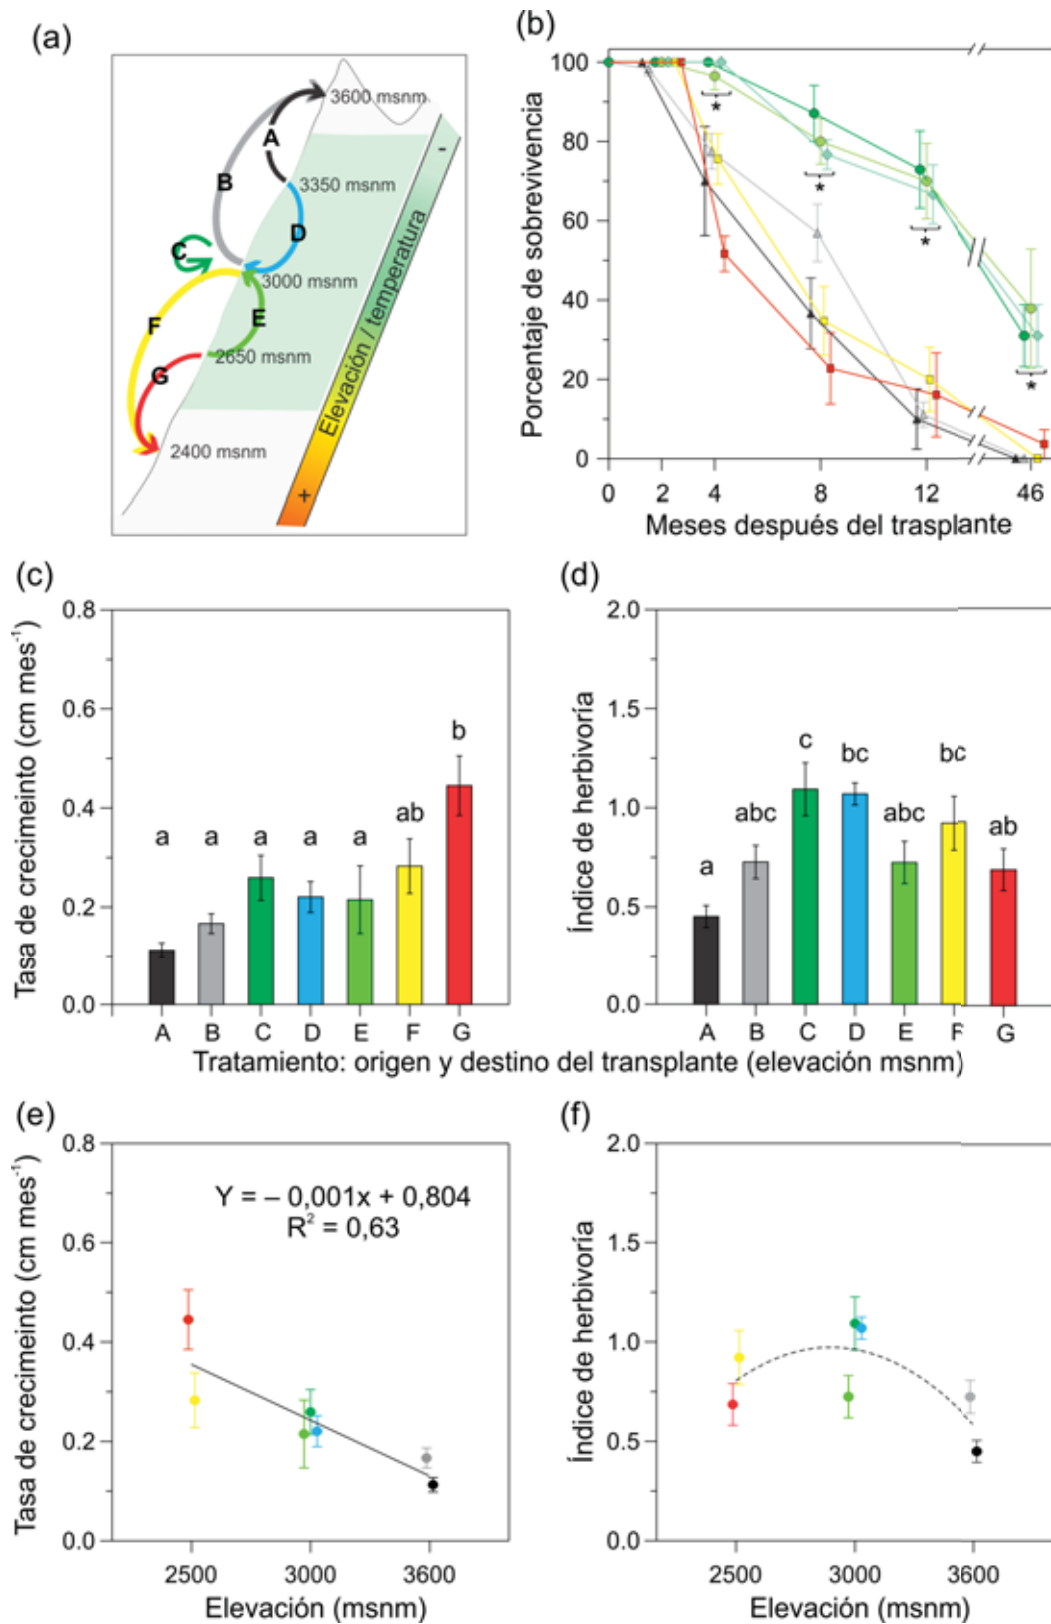 (a)
3600 msnm
A
3350 msnm
B
D
C
3000 msnm
E
F
2650 msnm
G
2400 msnm
Elevación / temperatura
-
+
(b)
Porcentaje de sobrevivencia
100
80
60
40
20
0
*
*
*
*
0 2 4 8 12 46
Meses después del trasplante
(c)
Tasa de crecimeinto (cm mes⁻¹)
0.8
0.6
0.4
0.2
0.0
a a a a a ab b
A B C D E F G
(d)
Índice de herbivoría
2.0
1.5
1.0
0.5
0.0
a abc c bc abc bc ab
A B C D E F G
Tratamiento: origen y destino del transplante (elevación msnm)
(e)
Tasa de crecimeinto (cm mes⁻¹)
0.8
0.6
0.4
0.2
0.0
Y = – 0,001x + 0,804
R² = 0,63
2500 3000 3600
Elevación (msnm)
(f)
Índice de herbivoría
2.0
1.5
1.0
0.5
0.0
2500 3000 3600
Elevación (msnm)